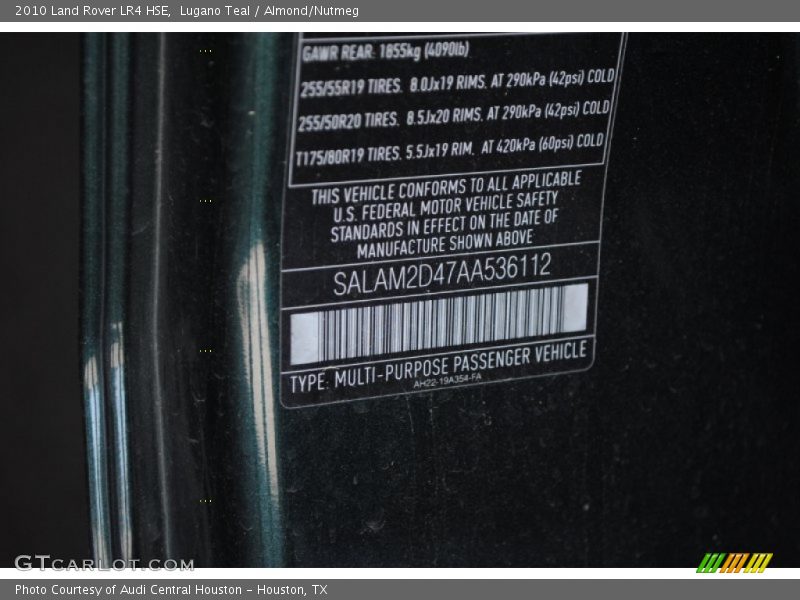 2010 Land Rover LR4 HSE, Lugano Teal / Almond/Nutmeg
GAWR REAR: 1855kg (4090lb)
255/55R19 TIRES. 8.0Jx19 RIMS. AT 290kPa (42psi) COLD
255/50R20 TIRES. 8.5Jx20 RIMS. AT 290kPa (42psi) COLD
T175/80R19 TIRES. 5.5Jx19 RIM. AT 420kPa (60psi) COLD
THIS VEHICLE CONFORMS TO ALL APPLICABLE
U.S. FEDERAL MOTOR VEHICLE SAFETY
STANDARDS IN EFFECT ON THE DATE OF
MANUFACTURE SHOWN ABOVE
SALAM2D47AA536112
TYPE: MULTI-PURPOSE PASSENGER VEHICLE
AH22-19A354-FA
GTCARLOT.COM
Photo Courtesy of Audi Central Houston - Houston, TX